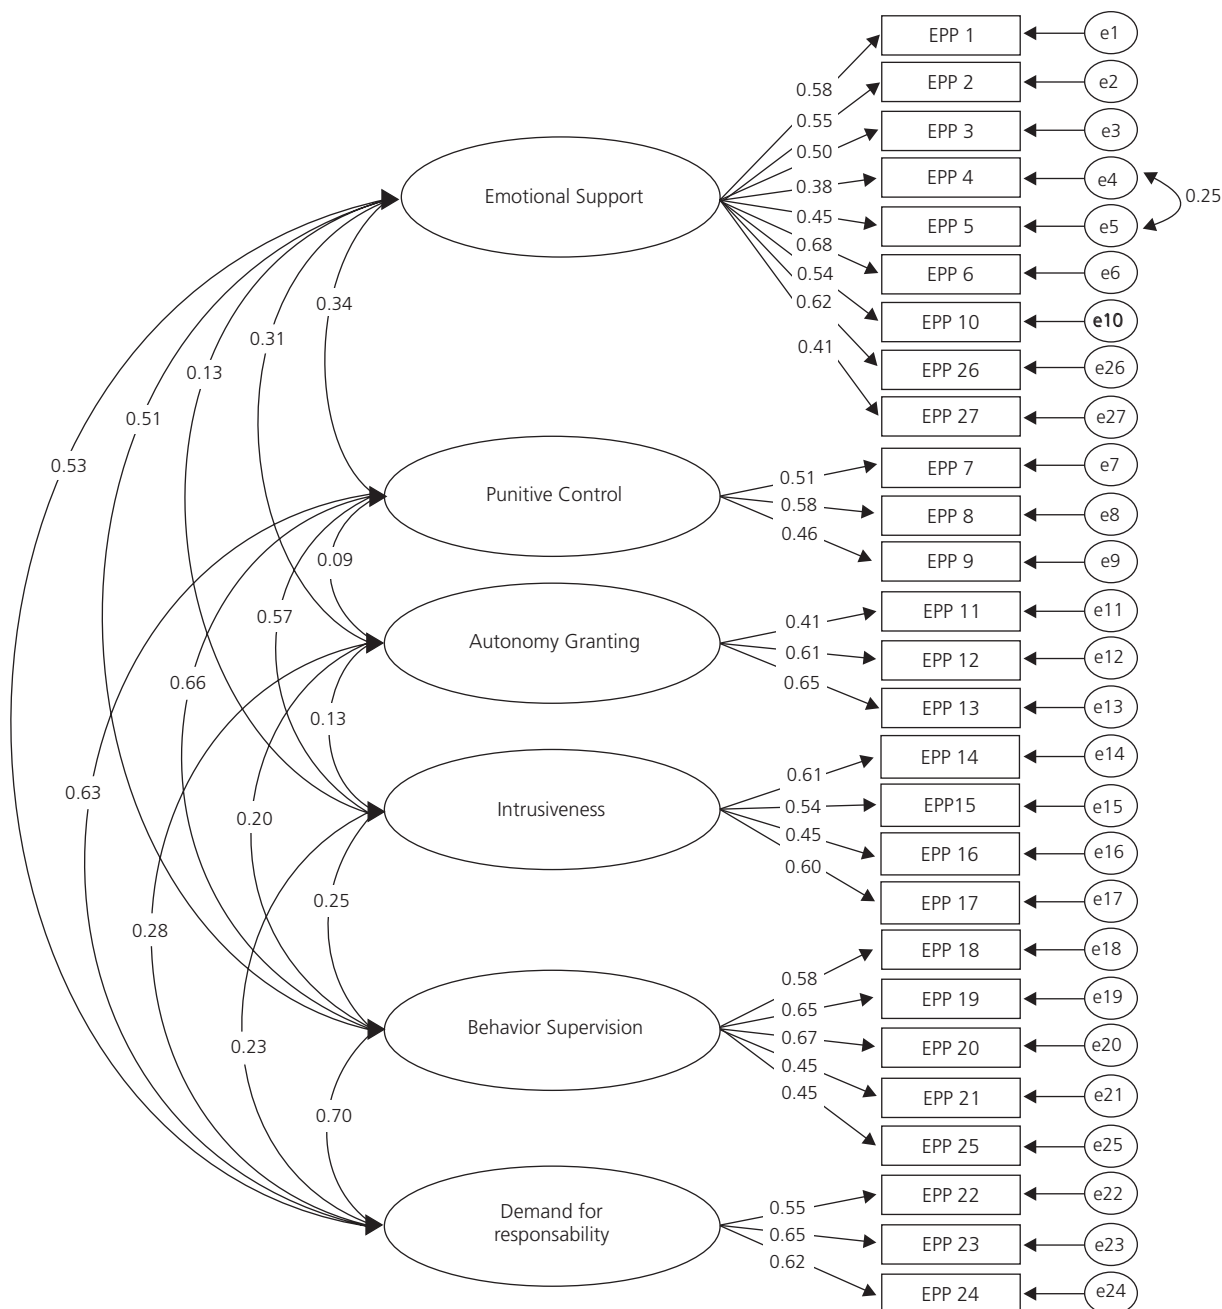 EPP 1
e1
EPP 2
e2
0.58
0.55
EPP 3
e3
0.50
Emotional Support
0.38
EPP 4
e4
0.25
0.45
EPP 5
e5
0.68
EPP 6
e6
0.54
0.62
EPP 10
e10
0.34
0.31
0.41
EPP 26
e26
0.13
0.51
EPP 27
e27
0.53
EPP 7
e7
0.51
Punitive Control
0.58
EPP 8
e8
0.46
0.09
EPP 9
e9
0.57
0.41
EPP 11
e11
Autonomy Granting
0.61
EPP 12
e12
0.66
0.65
EPP 13
e13
0.13
EPP 14
e14
0.61
0.63
Intrusiveness
0.54
EPP15
e15
0.20
0.45
EPP 16
e16
0.60
0.25
EPP 17
e17
0.28
EPP 18
e18
0.58
0.65
EPP 19
e19
Behavior Supervision
0.67
EPP 20
e20
0.23
0.45
EPP 21
e21
0.45
0.70
EPP 25
e25
EPP 22
e22
0.55
Demand for
responsability
0.65
EPP 23
e23
0.62
EPP 24
e24